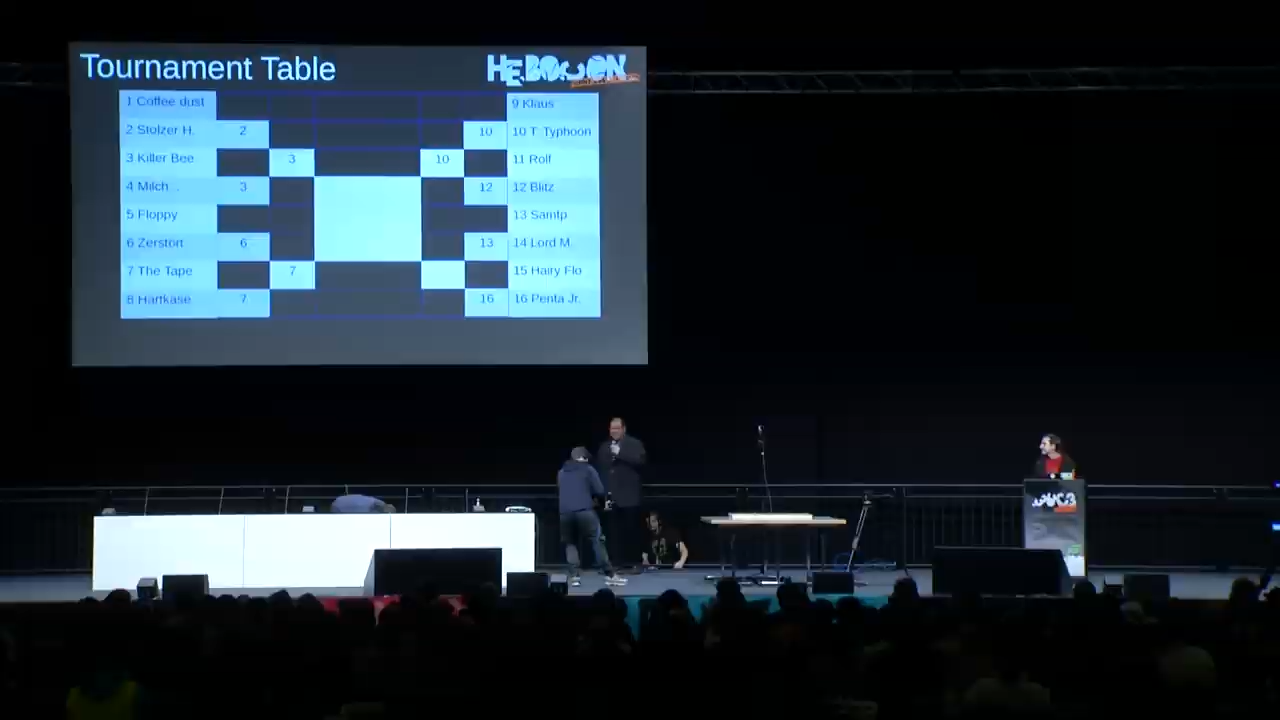 Tournament Table
HEBOCON
1 Coffee dust 9 Klaus
2 Stolzer H. 2 10 10 T. Typhoon
3 Killer Bee 3 10 11 Rolf
4 Milch... 3 12 12 Blitz
5 Floppy 13 Samtp
6 Zerstört 6 13 14 Lord M.
7 The Tape 7 15 Hairy Flo
8 Hartkäse 7 16 16 Penta Jr.